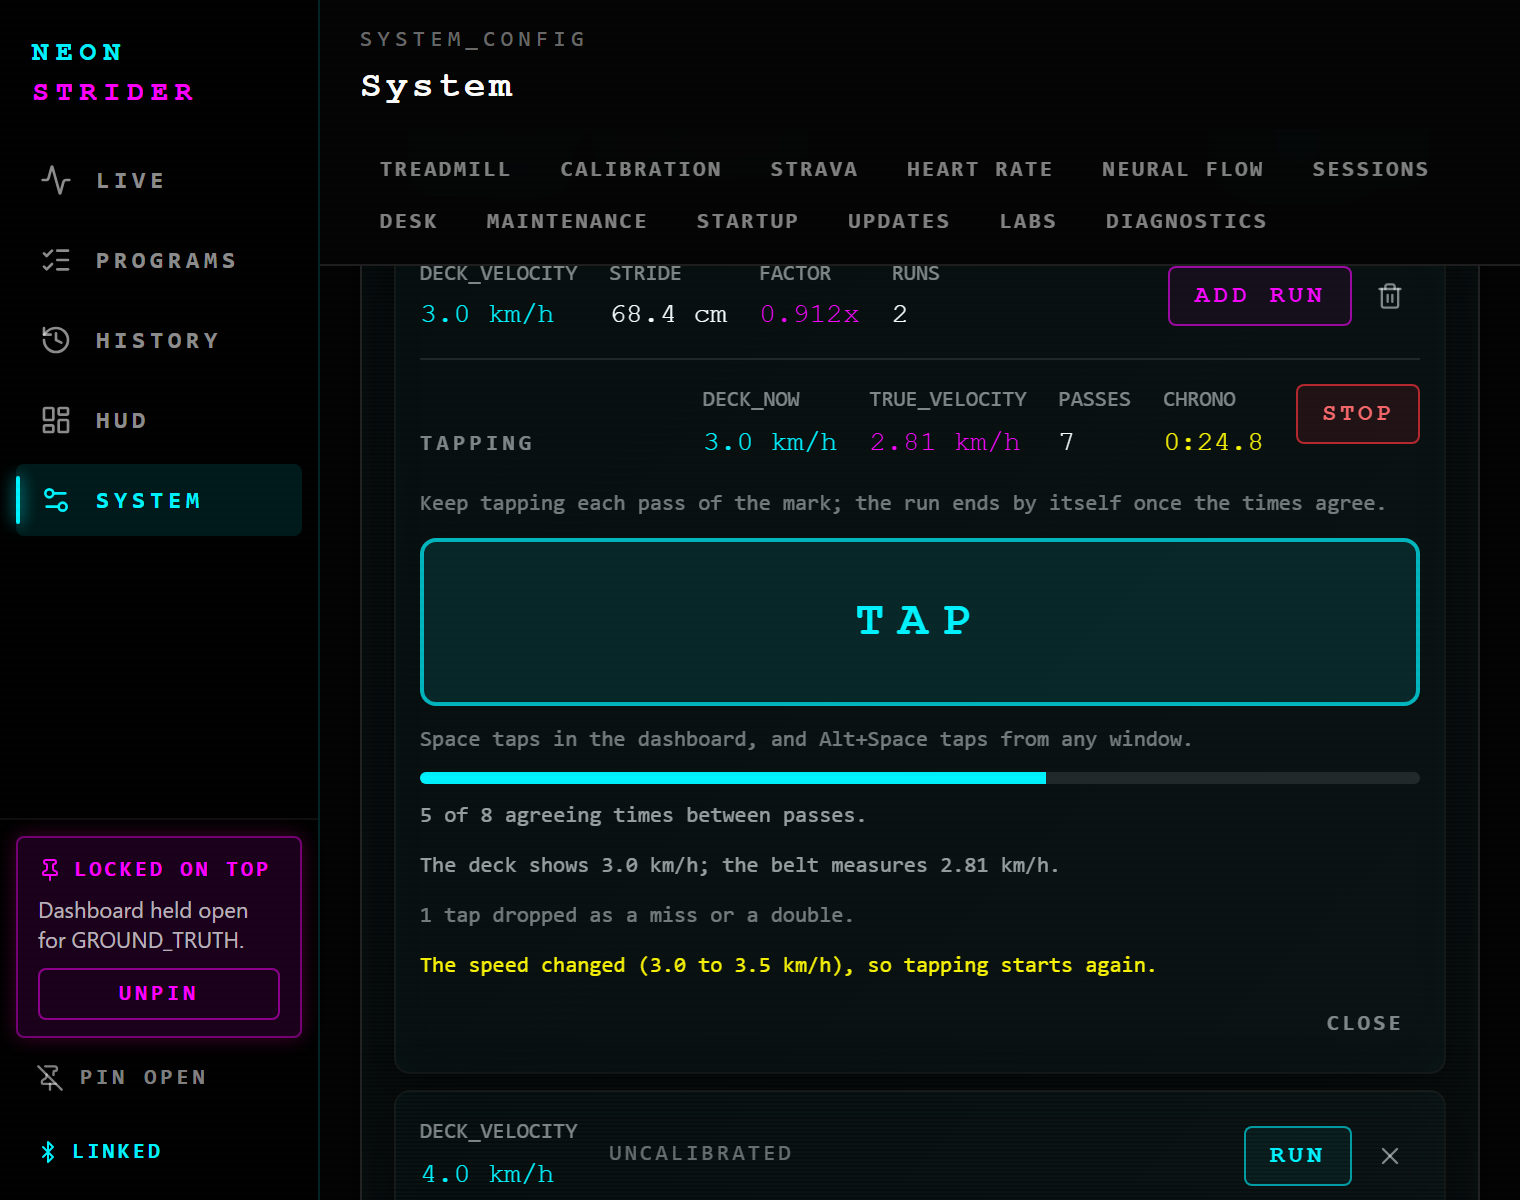 NEON
STRIDER
LIVE
PROGRAMS
HISTORY
HUD
SYSTEM
LOCKED ON TOP
Dashboard held open
for GROUND_TRUTH.
UNPIN
PIN OPEN
LINKED
SYSTEM_CONFIG
System
TREADMILL CALIBRATION STRAVA HEART RATE NEURAL FLOW SESSIONS
DESK MAINTENANCE STARTUP UPDATES LABS DIAGNOSTICS
DECK_VELOCITY STRIDE FACTOR RUNS
3.0 km/h 68.4 cm 0.912x 2
ADD RUN
DECK_NOW TRUE_VELOCITY PASSES CHRONO
TAPPING 3.0 km/h 2.81 km/h 7 0:24.8
STOP
Keep tapping each pass of the mark; the run ends by itself once the times agree.
TAP
Space taps in the dashboard, and Alt+Space taps from any window.
5 of 8 agreeing times between passes.
The deck shows 3.0 km/h; the belt measures 2.81 km/h.
1 tap dropped as a miss or a double.
The speed changed (3.0 to 3.5 km/h), so tapping starts again.
CLOSE
DECK_VELOCITY
4.0 km/h
UNCALIBRATED
RUN